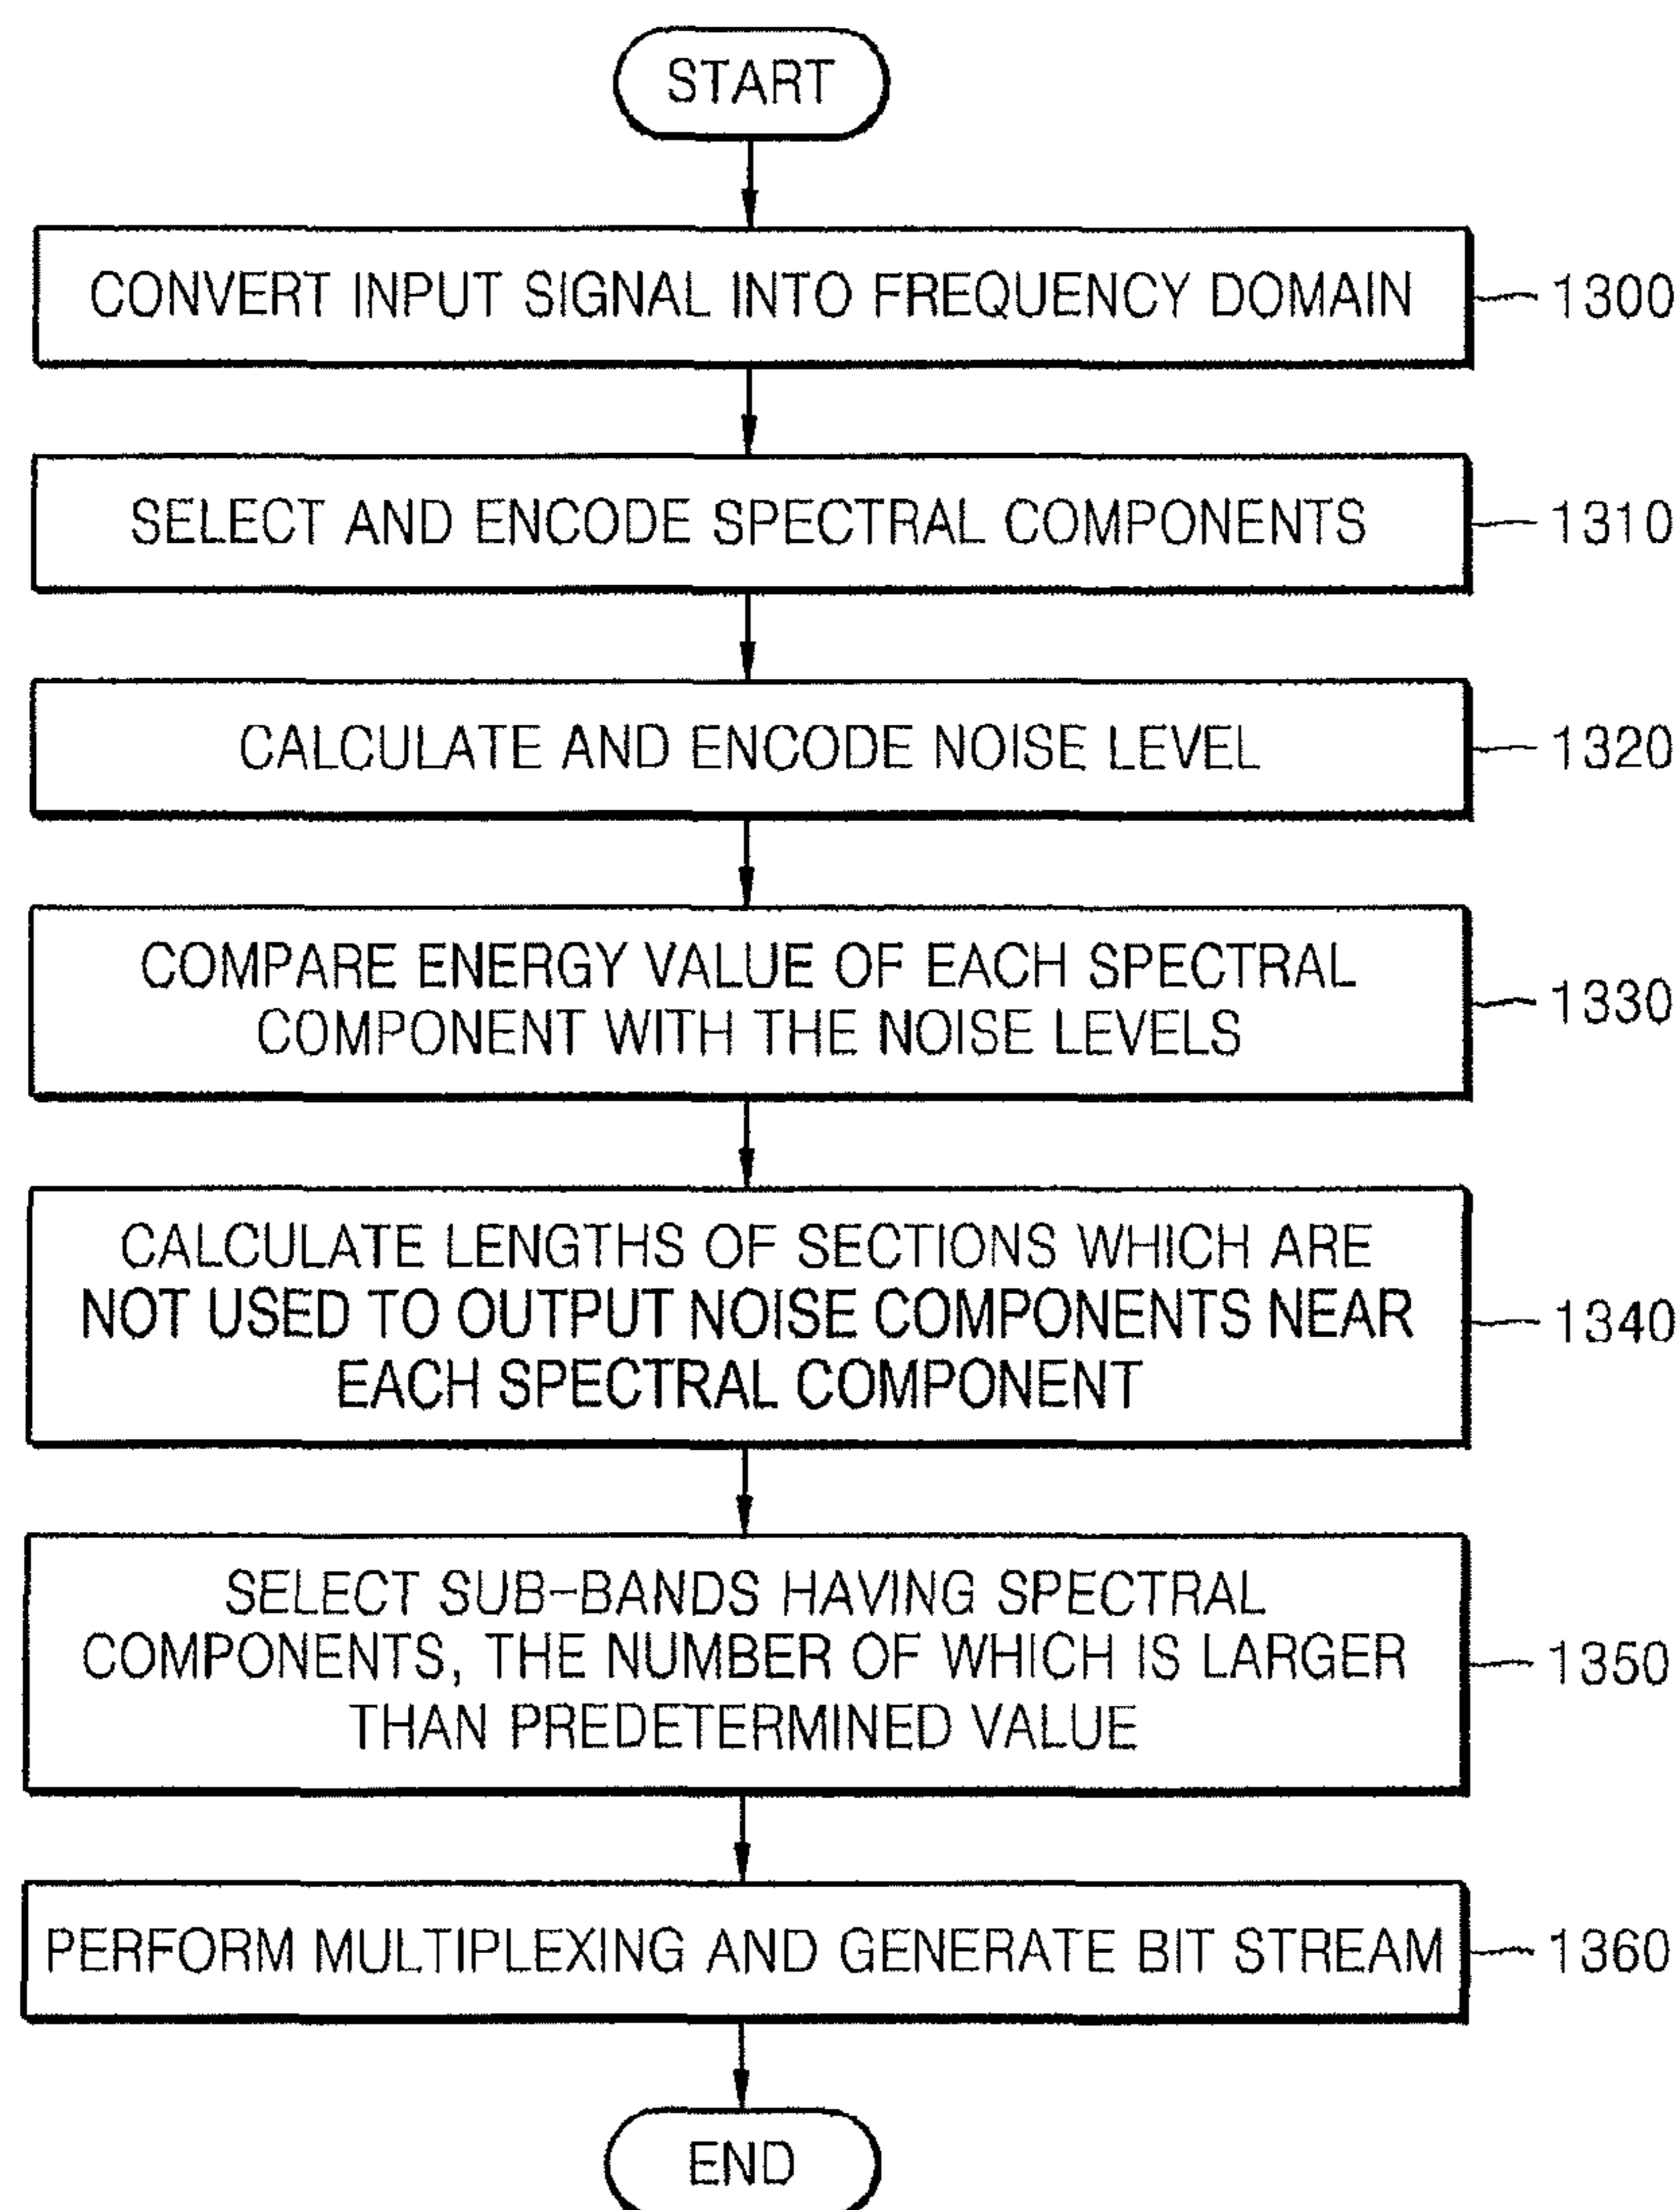 START
CONVERT INPUT SIGNAL INTO FREQUENCY DOMAIN
1300
SELECT AND ENCODE SPECTRAL COMPONENTS
1310
CALCULATE AND ENCODE NOISE LEVEL
1320
COMPARE ENERGY VALUE OF EACH SPECTRAL
COMPONENT WITH THE NOISE LEVELS
1330
CALCULATE LENGTHS OF SECTIONS WHICH ARE
NOT USED TO OUTPUT NOISE COMPONENTS NEAR
EACH SPECTRAL COMPONENT
1340
SELECT SUB-BANDS HAVING SPECTRAL
COMPONENTS, THE NUMBER OF WHICH IS LARGER
THAN PREDETERMINED VALUE
1350
PERFORM MULTIPLEXING AND GENERATE BIT STREAM
1360
END